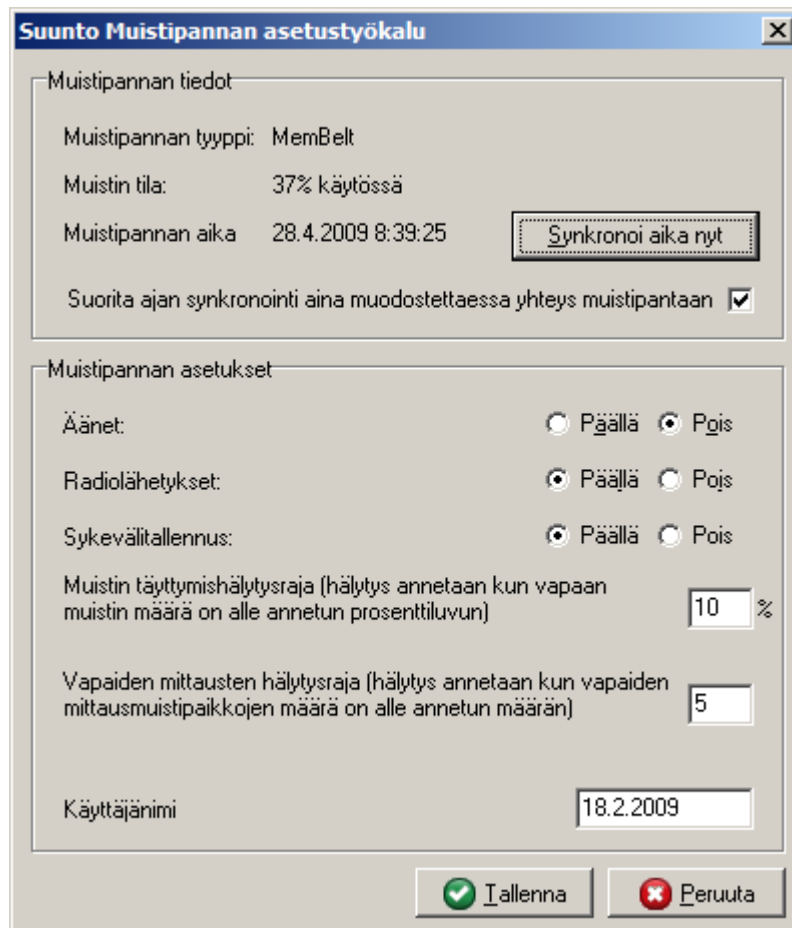 Suunto Muistipannan asetustyökalu
Muistipannan tiedot
Muistipannan tyyppi: MemBelt
Muistin tila: 37% käytössä
Muistipannan aika 28.4.2009 8:39:25 Synkronoi aika nyt
Suorita ajan synkronointi aina muodostettaessa yhteys muistipantaan
Muistipannan asetukset
Äänet: Päällä Pois
Radiolähetykset: Päällä Pois
Sykevälitallennus: Päällä Pois
Muistin täyttymishälytysraja (hälytys annetaan kun vapaan
muistin määrä on alle annetun prosenttiluvun) 10 %
Vapaiden mittausten hälytysraja (hälytys annetaan kun vapaiden
mittausmuistipaikkojen määrä on alle annetun määrän) 5
Käyttäjänimi 18.2.2009
Tallenna Peruuta